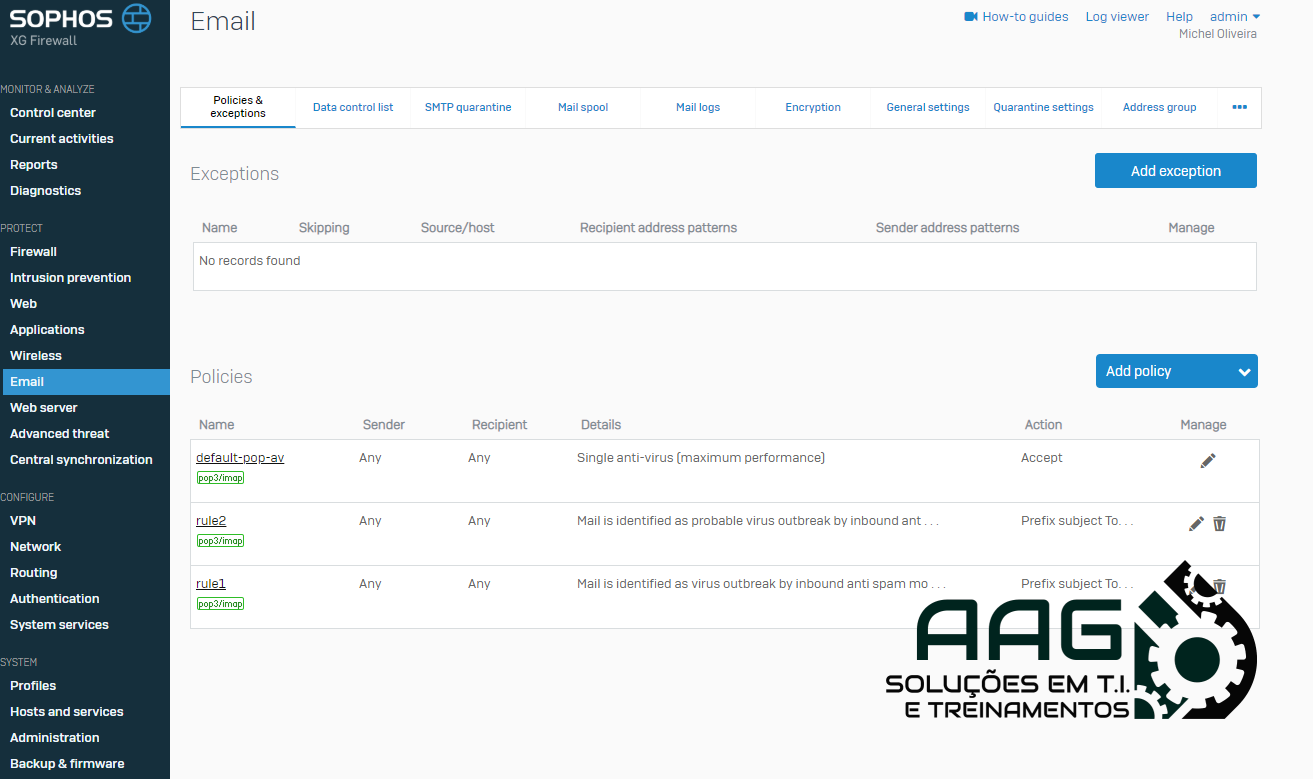 SOPHOS
XG Firewall
Email
How-to guides Log viewer Help admin
Michel Oliveira
MONITOR & ANALYZE
Control center
Current activities
Reports
Diagnostics
PROTECT
Firewall
Intrusion prevention
Web
Applications
Wireless
Email
Web server
Advanced threat
Central synchronization
CONFIGURE
VPN
Network
Routing
Authentication
System services
SYSTEM
Profiles
Hosts and services
Administration
Backup & firmware
Policies & exceptions Data control list SMTP quarantine Mail spool Mail logs Encryption General settings Quarantine settings Address group •••
Exceptions
Add exception
Name Skipping Source/host Recipient address patterns Sender address patterns Manage
No records found
Policies
Add policy
Name Sender Recipient Details Action Manage
default-pop-av Any Any Single anti-virus (maximum performance) Accept
pop3/imap
rule2 Any Any Mail is identified as probable virus outbreak by inbound ant . . . Prefix subject To. . .
pop3/imap
rule1 Any Any Mail is identified as virus outbreak by inbound anti spam mo . . . Prefix subject To. . .
pop3/imap
AAG
SOLUÇÕES EM T.I.
E TREINAMENTOS